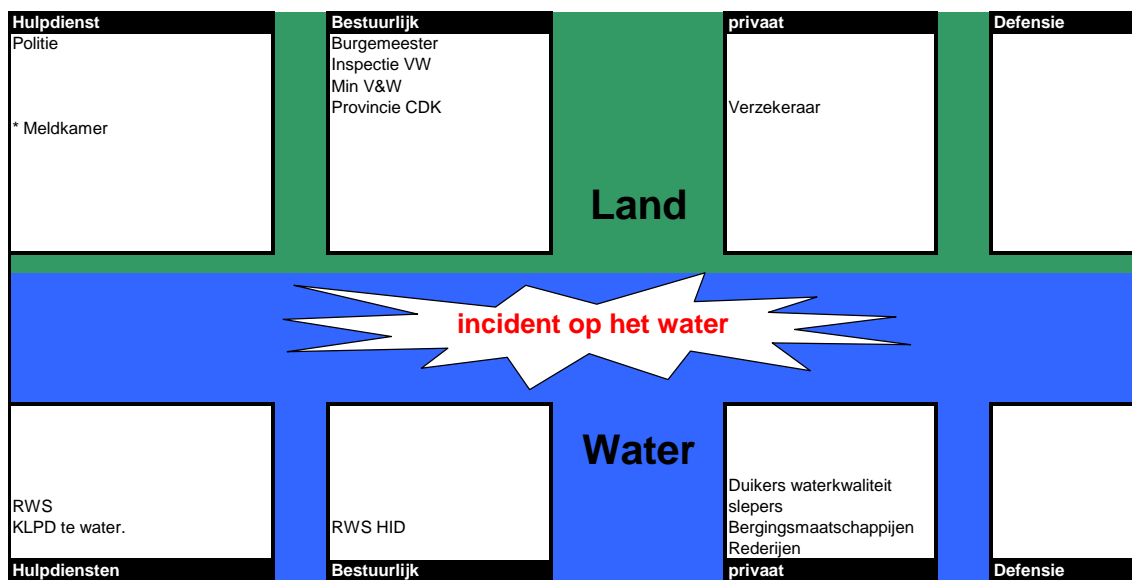 Hulpdienst
Bestuurlijk
privaat
Defensie
Politie
* Meldkamer
Burgemeester
Inspectie VW
Min V&W
Provincie CDK
Verzekeraar
Land
incident op het water
Water
RWS
KLPD te water.
RWS HID
Duikers waterkwaliteit
slepers
Bergingsmaatschappijen
Rederijen
Hulpdiensten
Bestuurlijk
privaat
Defensie